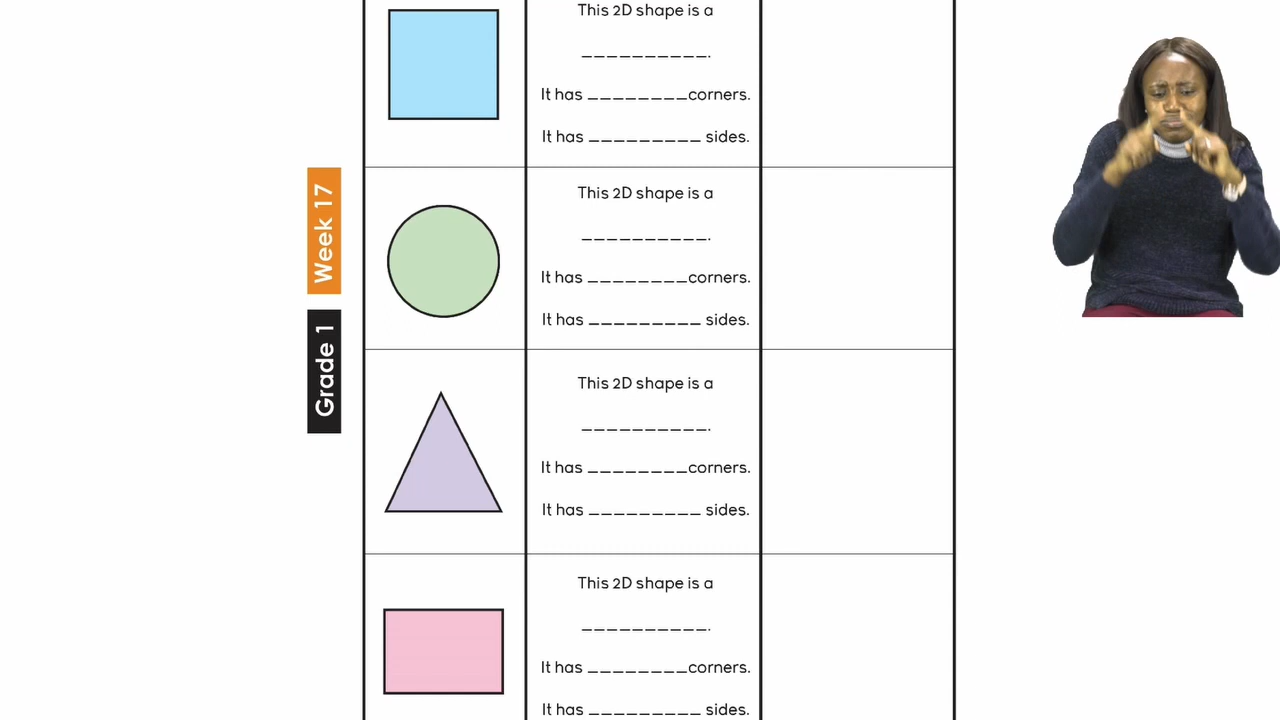 This 2D shape is a
__________.
It has ________corners.
It has _________ sides.
Week 17
This 2D shape is a
__________.
It has ________corners.
It has _________ sides.
Grade 1
This 2D shape is a
__________.
It has ________corners.
It has _________ sides.
This 2D shape is a
__________.
It has ________corners.
It has _________ sides.